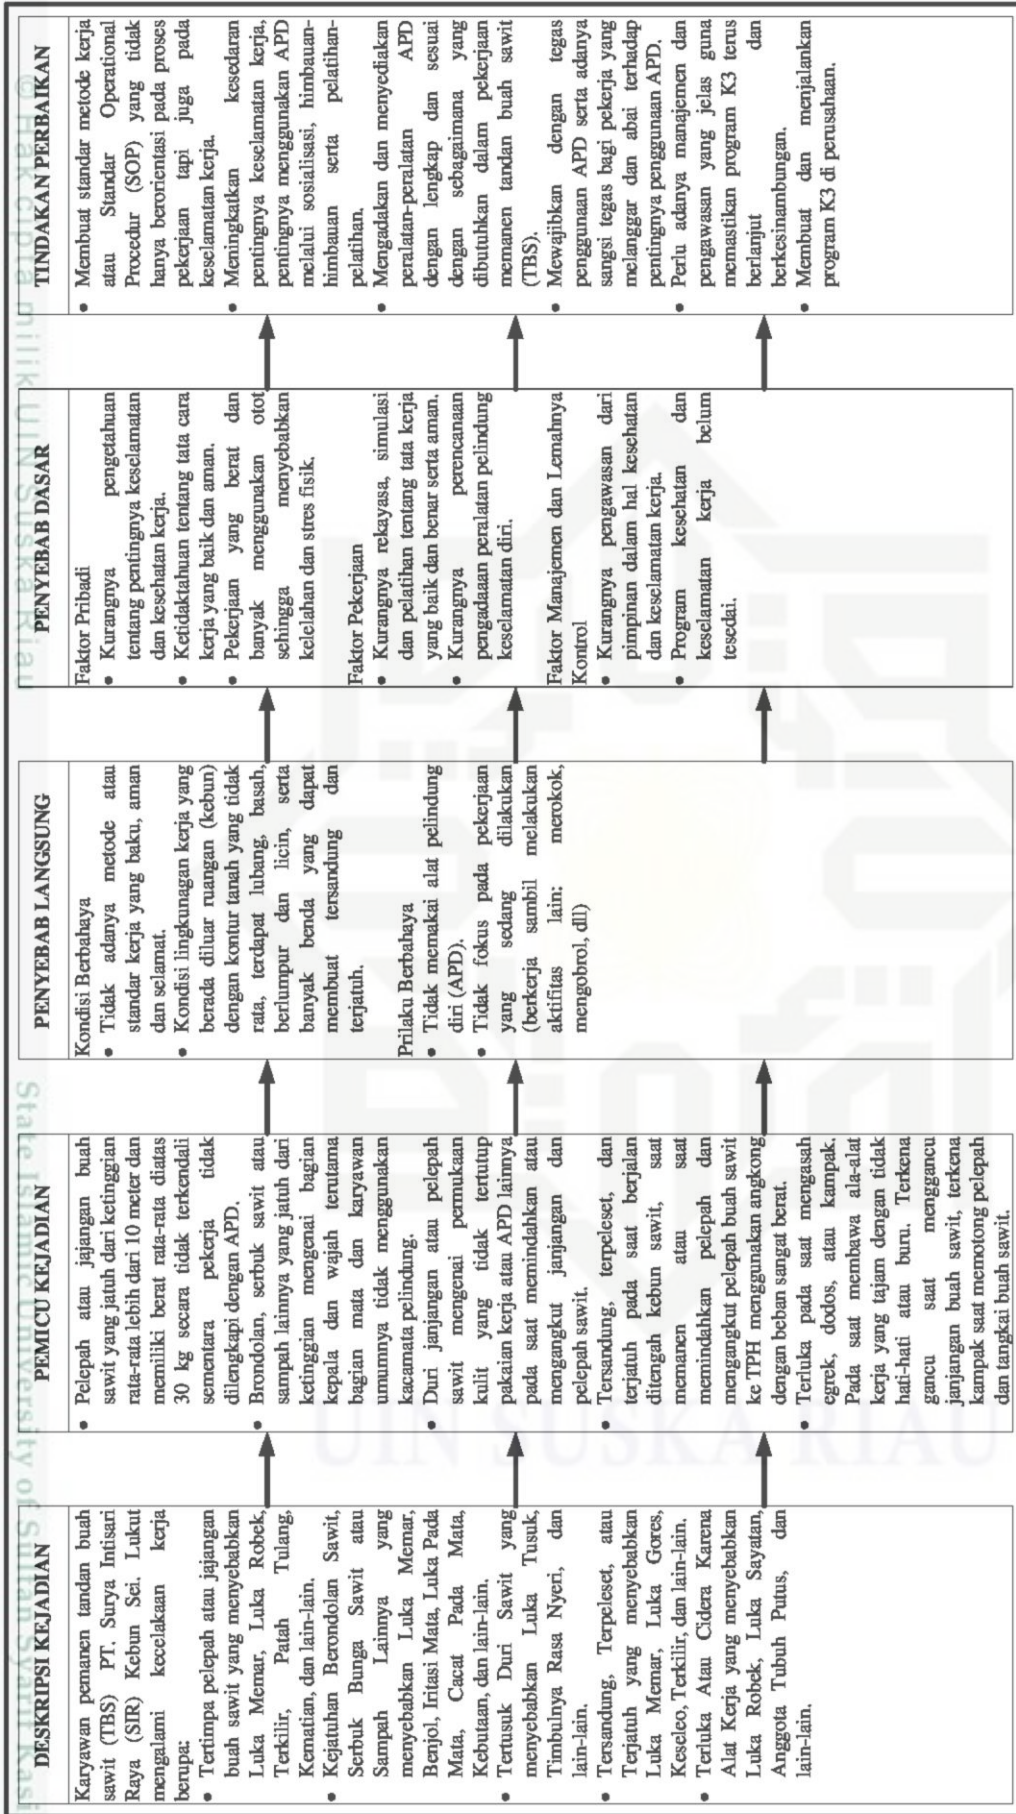 DESKRIPSI KEJADIAN
Karyawan pemanen tandan buah
sawit (TBS) PT. Surya Intisari
Raya (SIR) Kebun Sei. Lukut
mengalami kecelakaan kerja
berupa:
• Tertimpa pelepah atau jajangan
buah sawit yang menyebabkan
Luka Memar, Luka Robek,
Terkilir, Patah Tulang,
Kematian, dan lain-lain.
• Kejatuhan Berondolan Sawit,
Serbuk Bunga Sawit atau
Sampah Lainnya yang
menyebabkan Luka Memar,
Benjol, Iritasi Mata, Luka Pada
Mata, Cacat Pada Mata,
Kebutaan, dan lain-lain.
• Tertusuk Duri Sawit yang
menyebabkan Luka Tusuk,
Timbulnya Rasa Nyeri, dan
lain-lain.
• Tersandung, Terpeleset, atau
Terjatuh yang menyebabkan
Luka Memar, Luka Gores,
Keseleo, Terkilir, dan lain-lain.
• Terluka Atau Cidera Karena
Alat Kerja yang menyebabkan
Luka Robek, Luka Sayatan,
Anggota Tubuh Putus, dan
lain-lain.
PEMICU KEJADIAN
• Pelepah atau jajangan buah
sawit yang jatuh dari ketinggian
rata-rata lebih dari 10 meter dan
memiliki berat rata-rata diatas
30 kg secara tidak terkendali
sementara pekerja tidak
dilengkapi dengan APD.
• Brondolan, serbuk sawit atau
sampah lainnya yang jatuh dari
ketinggian mengenai bagian
kepala dan wajah terutama
bagian mata dan karyawan
umumnya tidak menggunakan
kacamata pelindung.
• Duri janjangan atau pelepah
sawit mengenai permukaan
kulit yang tidak tertutup
pakaian kerja atau APD lainnya
pada saat memindahkan atau
mengangkut janjangan dan
pelepah sawit.
• Tersandung, terpeleset, dan
terjatuh pada saat berjalan
ditengah kebun sawit, saat
memanen atau saat
memindahkan pelepah dan
mengangkut pelepah buah sawit
ke TPH menggunakan angkong
dengan beban sangat berat.
• Terluka pada saat mengasah
egrek, dodos, atau kampak.
Pada saat membawa ala-alat
kerja yang tajam dengan tidak
hati-hati atau buru. Terkena
gancu saat menggancu
janjangan buah sawit, terkena
kampak saat memotong pelepah
dan tangkai buah sawit.
PENYEBAB LANGSUNG
Kondisi Berbahaya
• Tidak adanya metode atau
standar kerja yang baku, aman
dan selamat.
• Kondisi lingkunagan kerja yang
berada diluar ruangan (kebun)
dengan kontur tanah yang tidak
rata, terdapat lubang, basah,
berlumpur dan licin, serta
banyak benda yang dapat
membuat tersandung dan
terjatuh.
Prilaku Berbahaya
• Tidak memakai alat pelindung
diri (APD).
• Tidak fokus pada pekerjaan
yang sedang dilakukan
(berkerja sambil melakukan
aktifitas lain: merokok,
mengobrol, dll)
PENYEBAB DASAR
Faktor Pribadi
• Kurangnya pengetahuan
tentang pentingnya keselamatan
dan kesehatan kerja.
• Ketidaktahuan tentang tata cara
kerja yang baik dan aman.
• Pekerjaan yang berat dan
banyak menggunakan otot
sehingga menyebabkan
kelelahan dan stres fisik.
Faktor Pekerjaan
• Kurangnya rekayasa, simulasi
dan pelatihan tentang tata kerja
yang baik dan benar serta aman.
• Kurangnya perencanaan
pengadaaan peralatan pelindung
keselamatan diri.
Faktor Manajemen dan Lemahnya
Kontrol
• Kurangnya pengawasan dari
pimpinan dalam hal kesehatan
dan keselamatan kerja.
• Program kesehatan dan
keselamatan kerja belum
tesedai.
TINDAKAN PERBAIKAN
• Membuat standar metode kerja
atau Standar Operational
Procedur (SOP) yang tidak
hanya berorientasi pada proses
pekerjaan tapi juga pada
keselamatan kerja.
• Meningkatkan kesedaran
pentingnya keselamatan kerja,
pentingnya menggunakan APD
melalui sosialisasi, himbauan-
himbauan serta pelatihan-
pelatihan.
• Mengadakan dan menyediakan
peralatan-peralatan APD
dengan lengkap dan sesuai
dengan sebagaimana yang
dibutuhkan dalam pekerjaan
memanen tandan buah sawit
(TBS).
• Mewajibkan dengan tegas
penggunaan APD serta adanya
sangsi tegas bagi pekerja yang
melanggar dan abai terhadap
pentingnya penggunaan APD.
• Perlu adanya manajemen dan
pengawasan yang jelas guna
memastikan program K3 terus
berlanjut dan
berkesinambungan.
• Membuat dan menjalankan
program K3 di perusahaan.
© Hak cipta milik UIN Suska Riau
State Islamic University of Sultan Syarif Kasi
UIN SUSKA RIAU